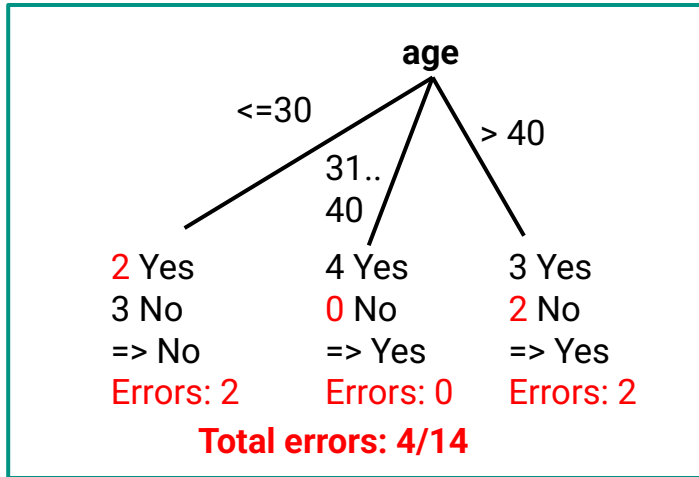 age
<=30
31..
40
> 40
2 Yes
3 No
=> No
Errors: 2
4 Yes
0 No
=> Yes
Errors: 0
3 Yes
2 No
=> Yes
Errors: 2
Total errors: 4/14